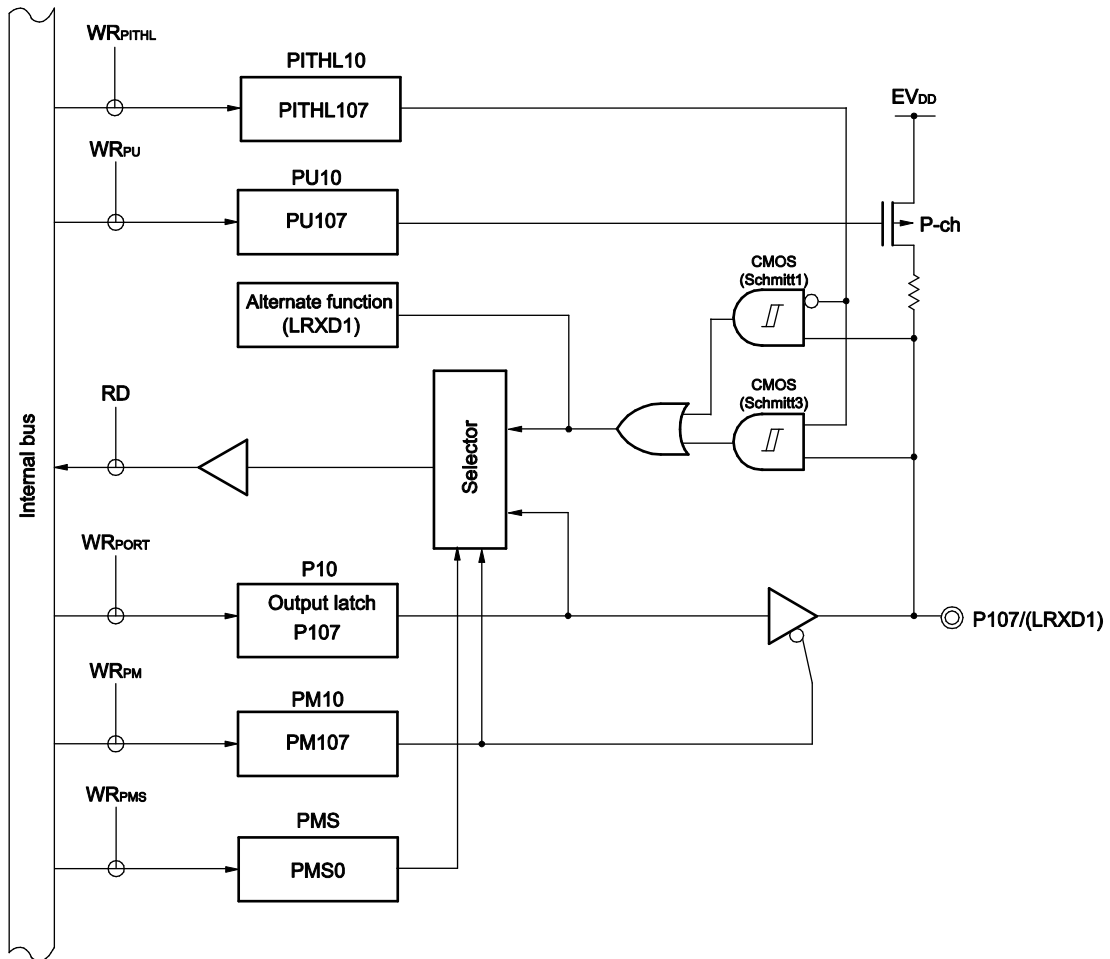 WRPITHL
PITHL10
PITHL107
EVDD
WRPU
PU10
PU107
P-ch
CMOS
(Schmitt1)
Alternate function
(LRXD1)
CMOS
(Schmitt3)
RD
Selector
Internal bus
WRPORT
P10
Output latch
P107
P107/(LRXD1)
WRPM
PM10
PM107
WRPMS
PMS
PMS0